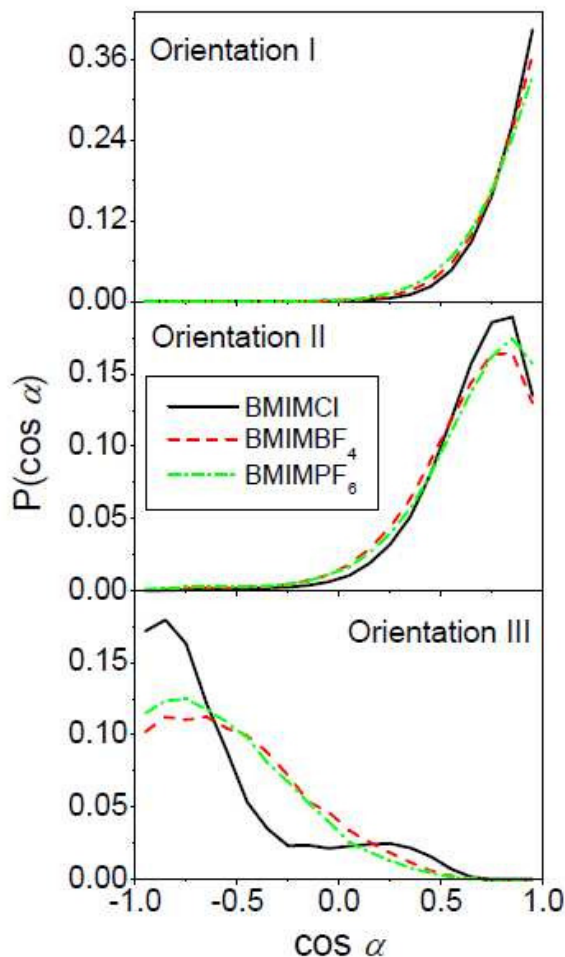 Orientation I
0.36
0.24
0.12
0.00
Orientation II
0.15
0.10
0.05
0.00
BMIMCl
BMIMBF₄
BMIMPF₆
P(cos α)
Orientation III
0.15
0.10
0.05
0.00
-1.0 -0.5 0.0 0.5 1.0
cos α